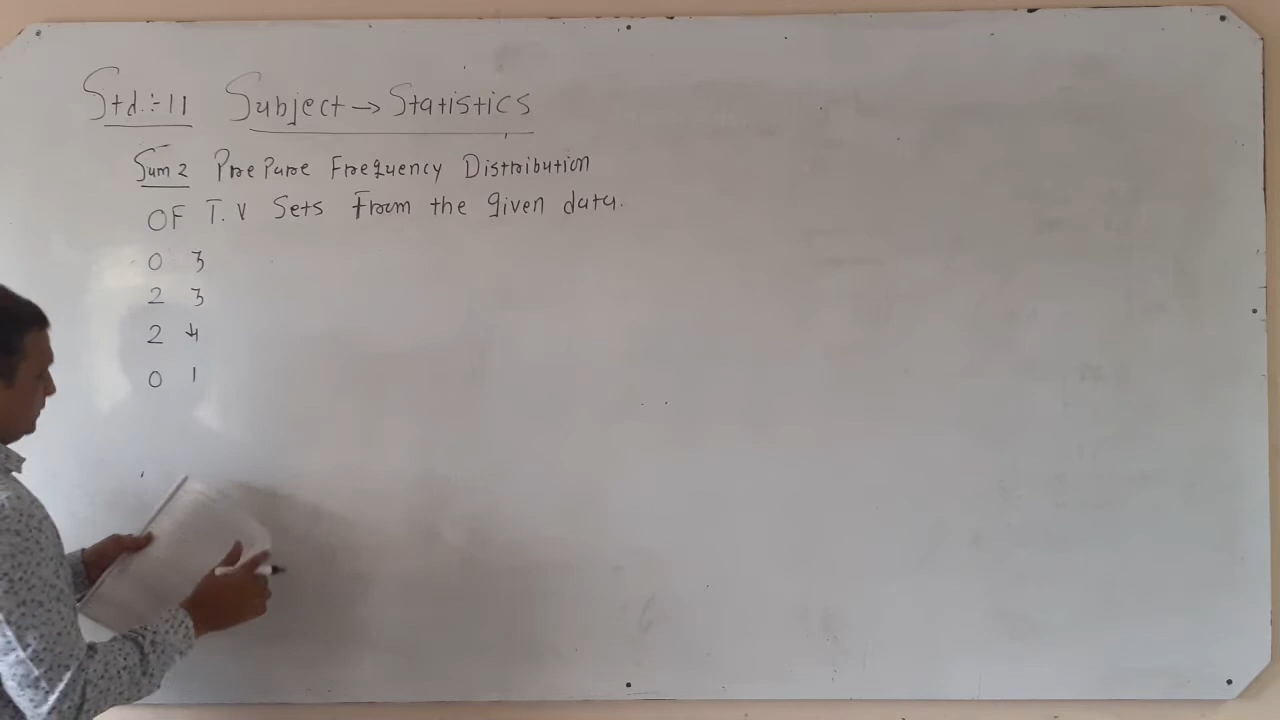 Std.:-11 Subject → Statistics
Sum 2 PrePare Frequency Distribution
OF T.V Sets From the given data.
0 3
2 3
2 4
0 1